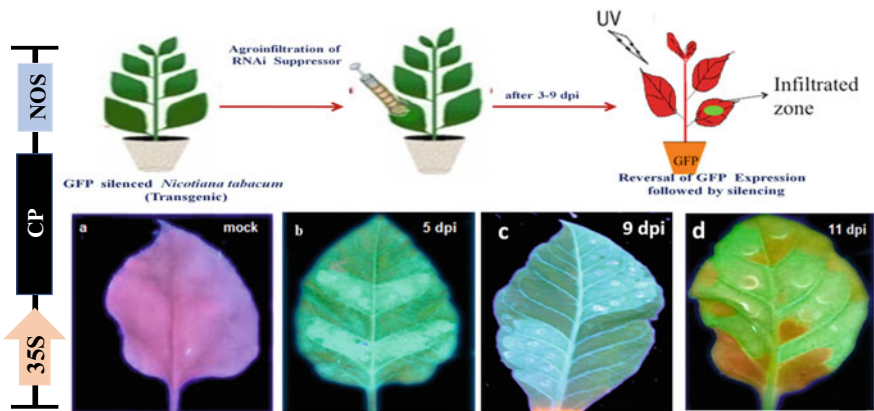 NOS
CP
35S
Agroinfiltration of
RNAi Suppressor
after 3-9 dpi
UV
Infiltrated
zone
GFP
GFP silenced Nicotiana tabacum
(Transgenic)
Reversal of GFP Expression
followed by silencing
a mock
b 5 dpi
c 9 dpi
d 11 dpi